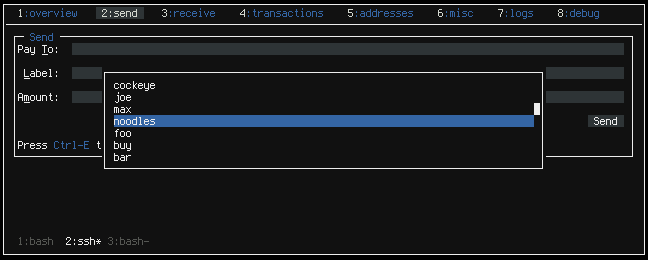 1:overview 2:send 3:receive 4:transactions 5:addresses 6:misc 7:logs 8:debug
Send
Pay To:
Label:
Amount:
cockeye
joe
max
noodles
foo
buy
bar
Send
Press Ctrl-E t
1:bash 2:ssh* 3:bash-